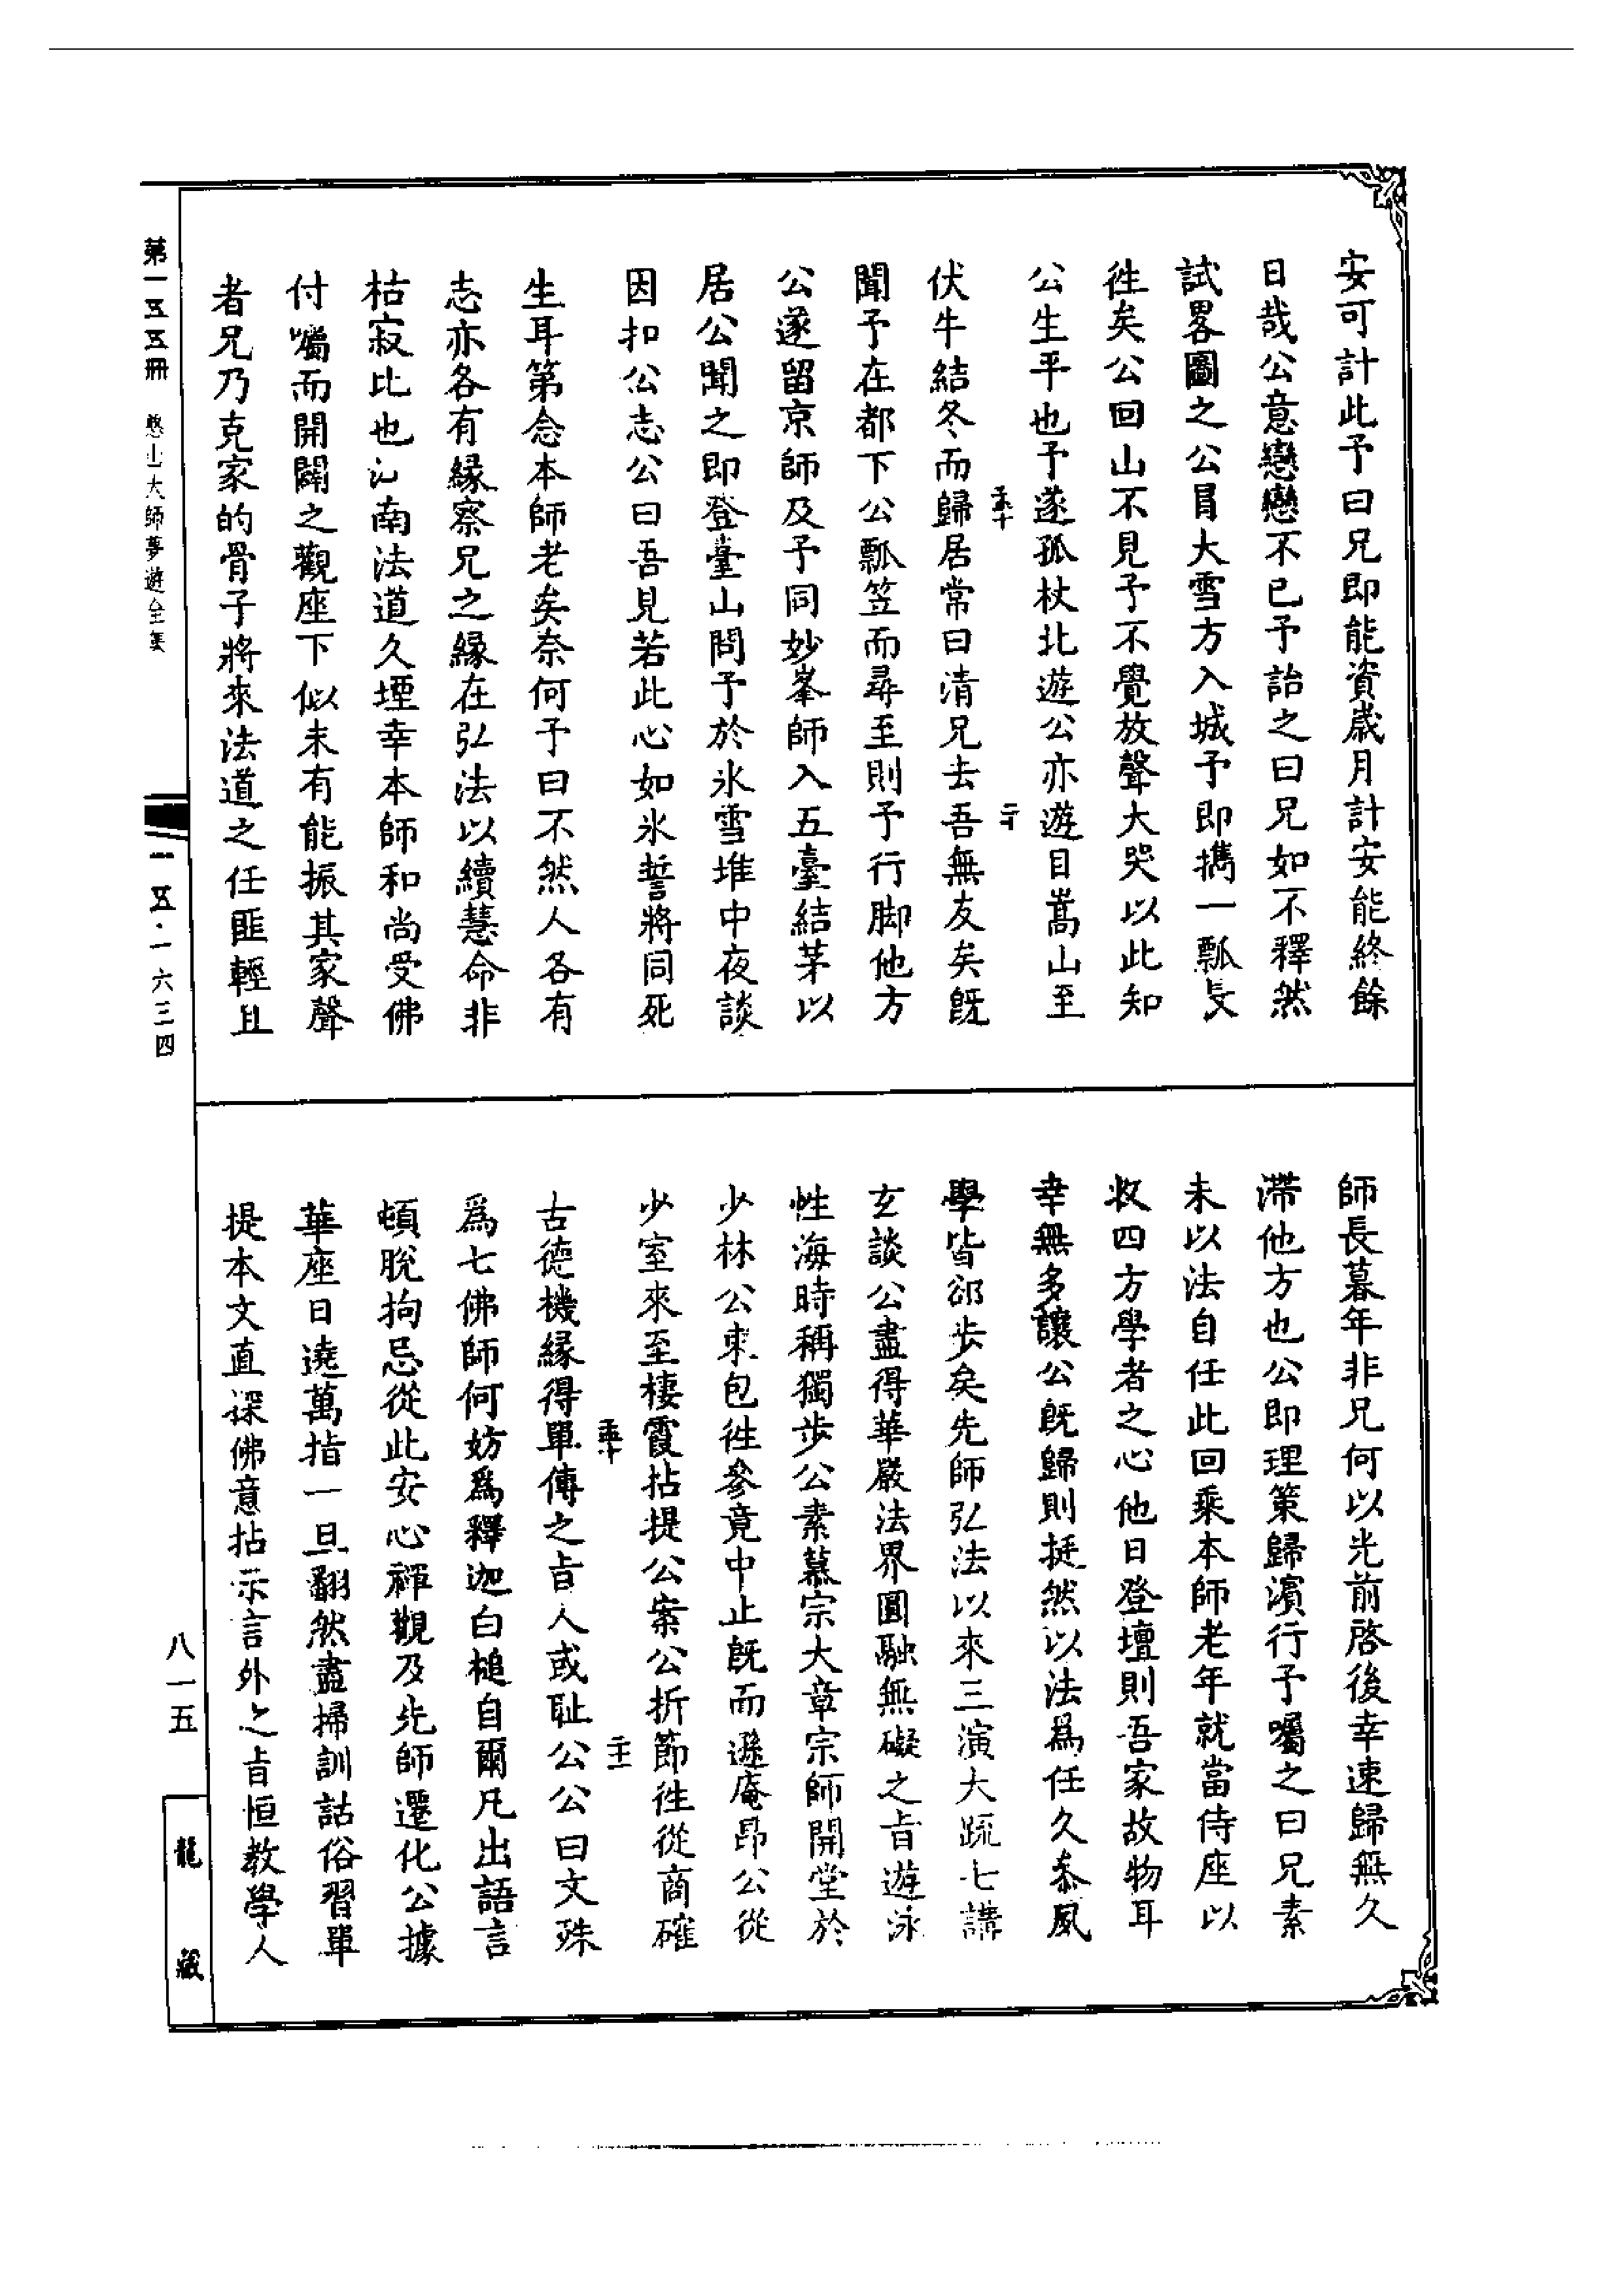 安可計此予曰兄即能資歲月計安能終餘
日哉公意戀戀不已予詒之曰兄如不釋然
試畧圖之公冒大雪方入城予即攜一瓢長
徃矣公回山不見予不覺放聲大哭以此知
公生平也予遂孤杖北遊公亦遊目嵩山至
伏牛結冬而歸居常曰清兄去吾無友矣旣
聞予在都下公瓢笠而尋至則予行脚他方
公遂留京師及予同妙峯師入五臺結茅以
居公聞之即登臺山問予於氷雪堆中夜談
因扣公志公曰吾見若此心如氷誓將同死
生耳第念本師老矣奈何予曰不然人各有
志亦各有緣察兄之緣在弘法以續慧命非
枯寂比也江南法道久堙幸本師和尚受佛
付囑而開闢之觀座下似未有能振其家聲
者兄乃克家的骨子將來法道之任匪輕且
師長暮年非兄何以光前啓後幸速歸無久
滯他方也公即理策歸濱行予囑之曰兄素
未以法自任此回乘本師老年就當侍座以
收四方學者之心他日登壇則吾家故物耳
幸無多讓公旣歸則挺然以法爲任久叅夙
學皆郤步矣先師弘法以來三演大疏七講
玄談公盡得華嚴法界圓融無礙之旨遊泳
性海時稱獨步公素慕宗大章宗師開堂於
少林公束包徃參竟中止旣而遜庵昂公從
少室來至棲霞拈提公案公折節徃從商確
古德機緣得單傳之旨人或耻公公曰文殊
爲七佛師何妨爲釋迦白槌自爾凡出語言
頓脫拘忌從此安心禪觀及先師遷化公據
華座日遶萬指一旦翻然盡掃訓詁俗習單
提本文直探佛意拈示言外之旨恒教學人
第一五五冊 憨山大師夢遊全集
一五·一六三四
八一五
龍藏